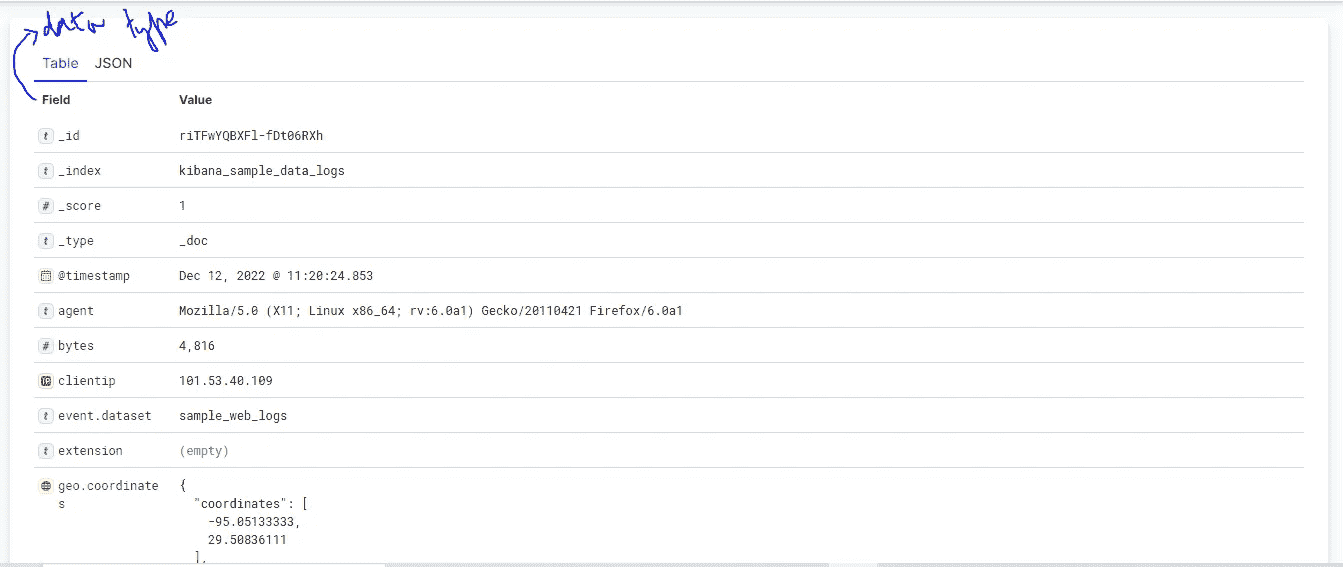 data type
Table JSON
Field Value
t _id riTFwYQBXFl-fDt06RXh
t _index kibana_sample_data_logs
# _score 1
t _type _doc
@timestamp Dec 12, 2022 @ 11:20:24.853
t agent Mozilla/5.0 (X11; Linux x86_64; rv:6.0a1) Gecko/20110421 Firefox/6.0a1
# bytes 4,816
IP clientip 101.53.40.109
t event.dataset sample_web_logs
t extension (empty)
geo.coordinate {
s "coordinates": [
-95.05133333,
29.50836111
],